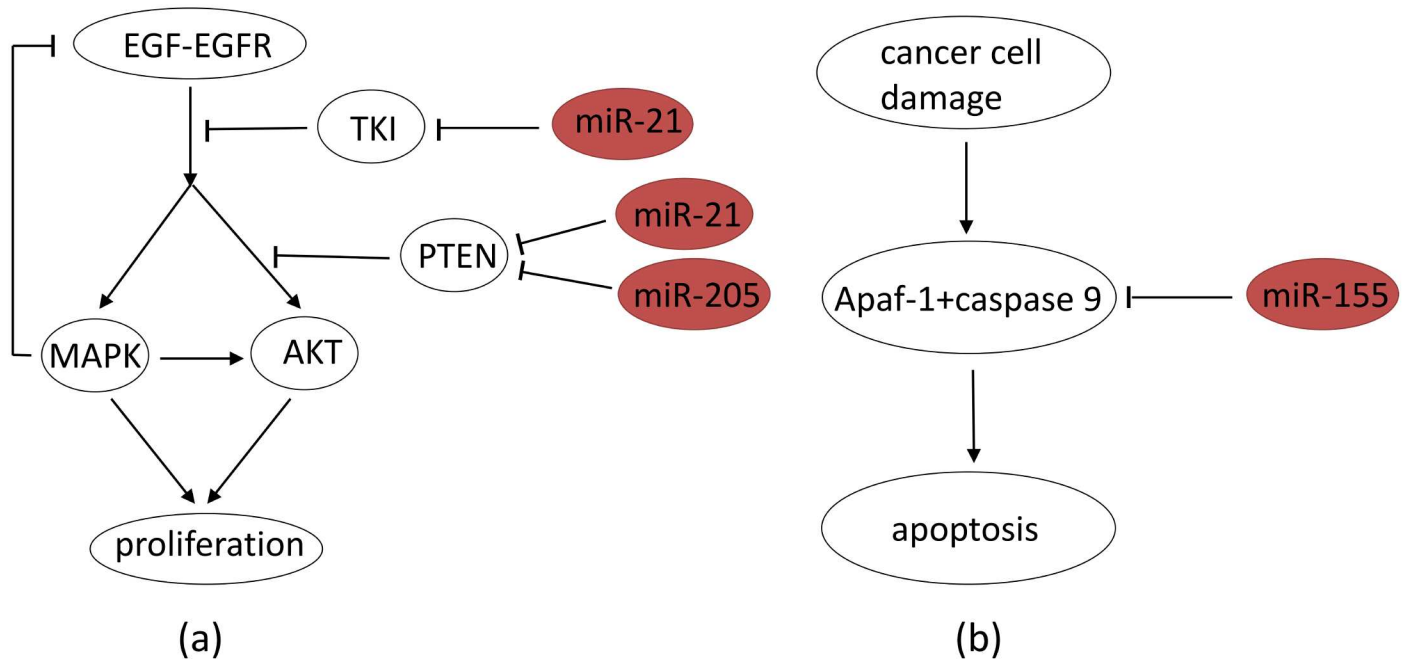 EGF-EGFR
TKI
miR-21
miR-21
PTEN
miR-205
MAPK
AKT
proliferation
(a)
cancer cell
damage
Apaf-1+caspase 9
miR-155
apoptosis
(b)